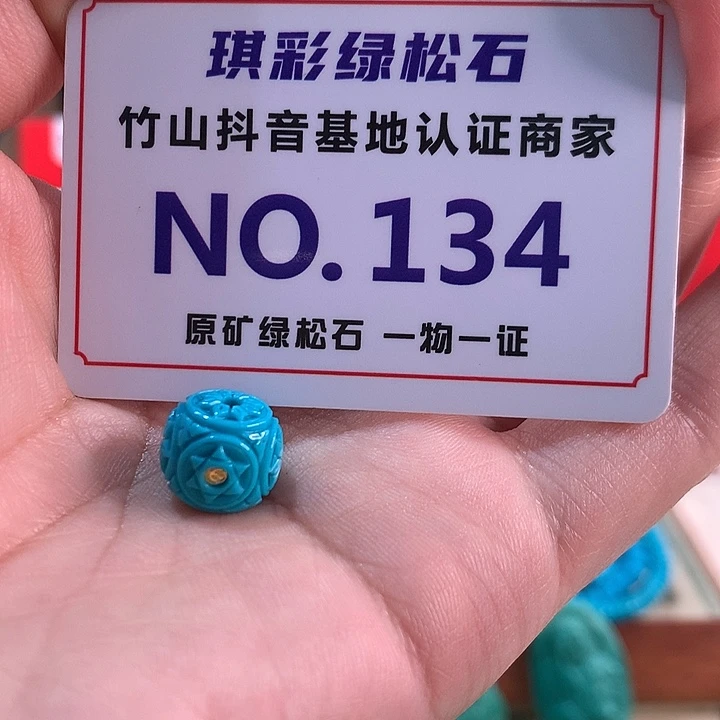 琪彩绿松石
竹山抖音基地认证商家
NO.134
原矿绿松石 一物一证